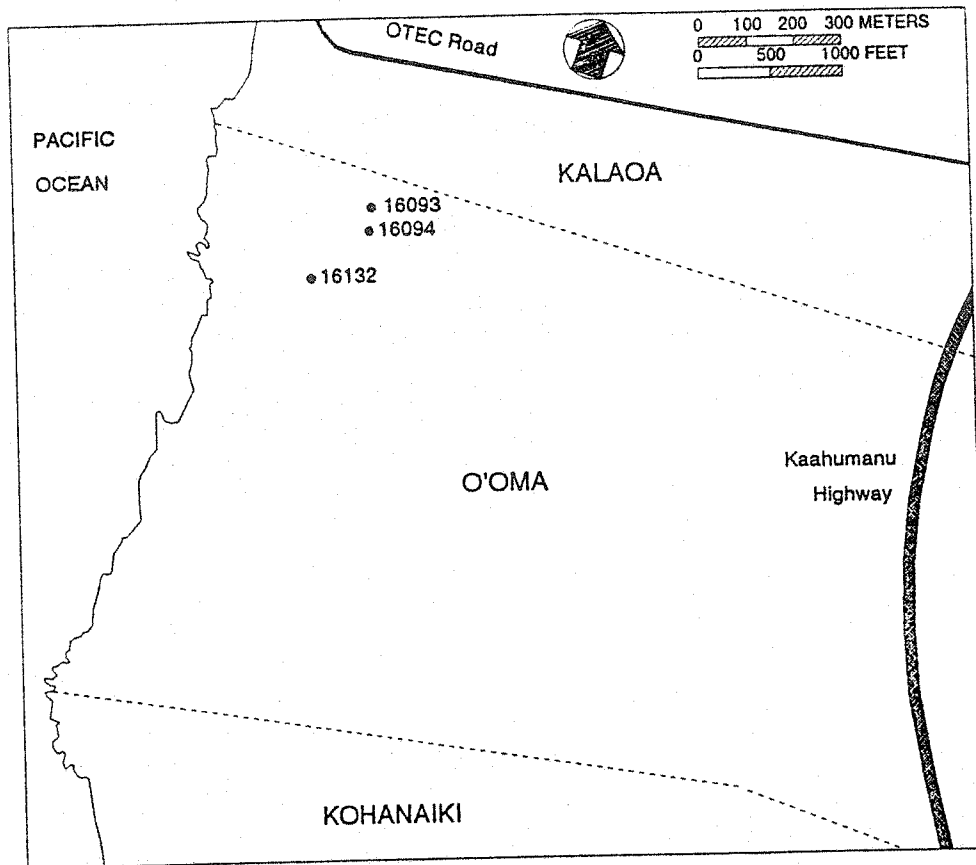 OTEC Road
0 100 200 300 METERS
0 500 1000 FEET
PACIFIC
OCEAN
KALAOA
16093
16094
16132
O'OMA
Kaahumanu
Highway
KOHANAIKI